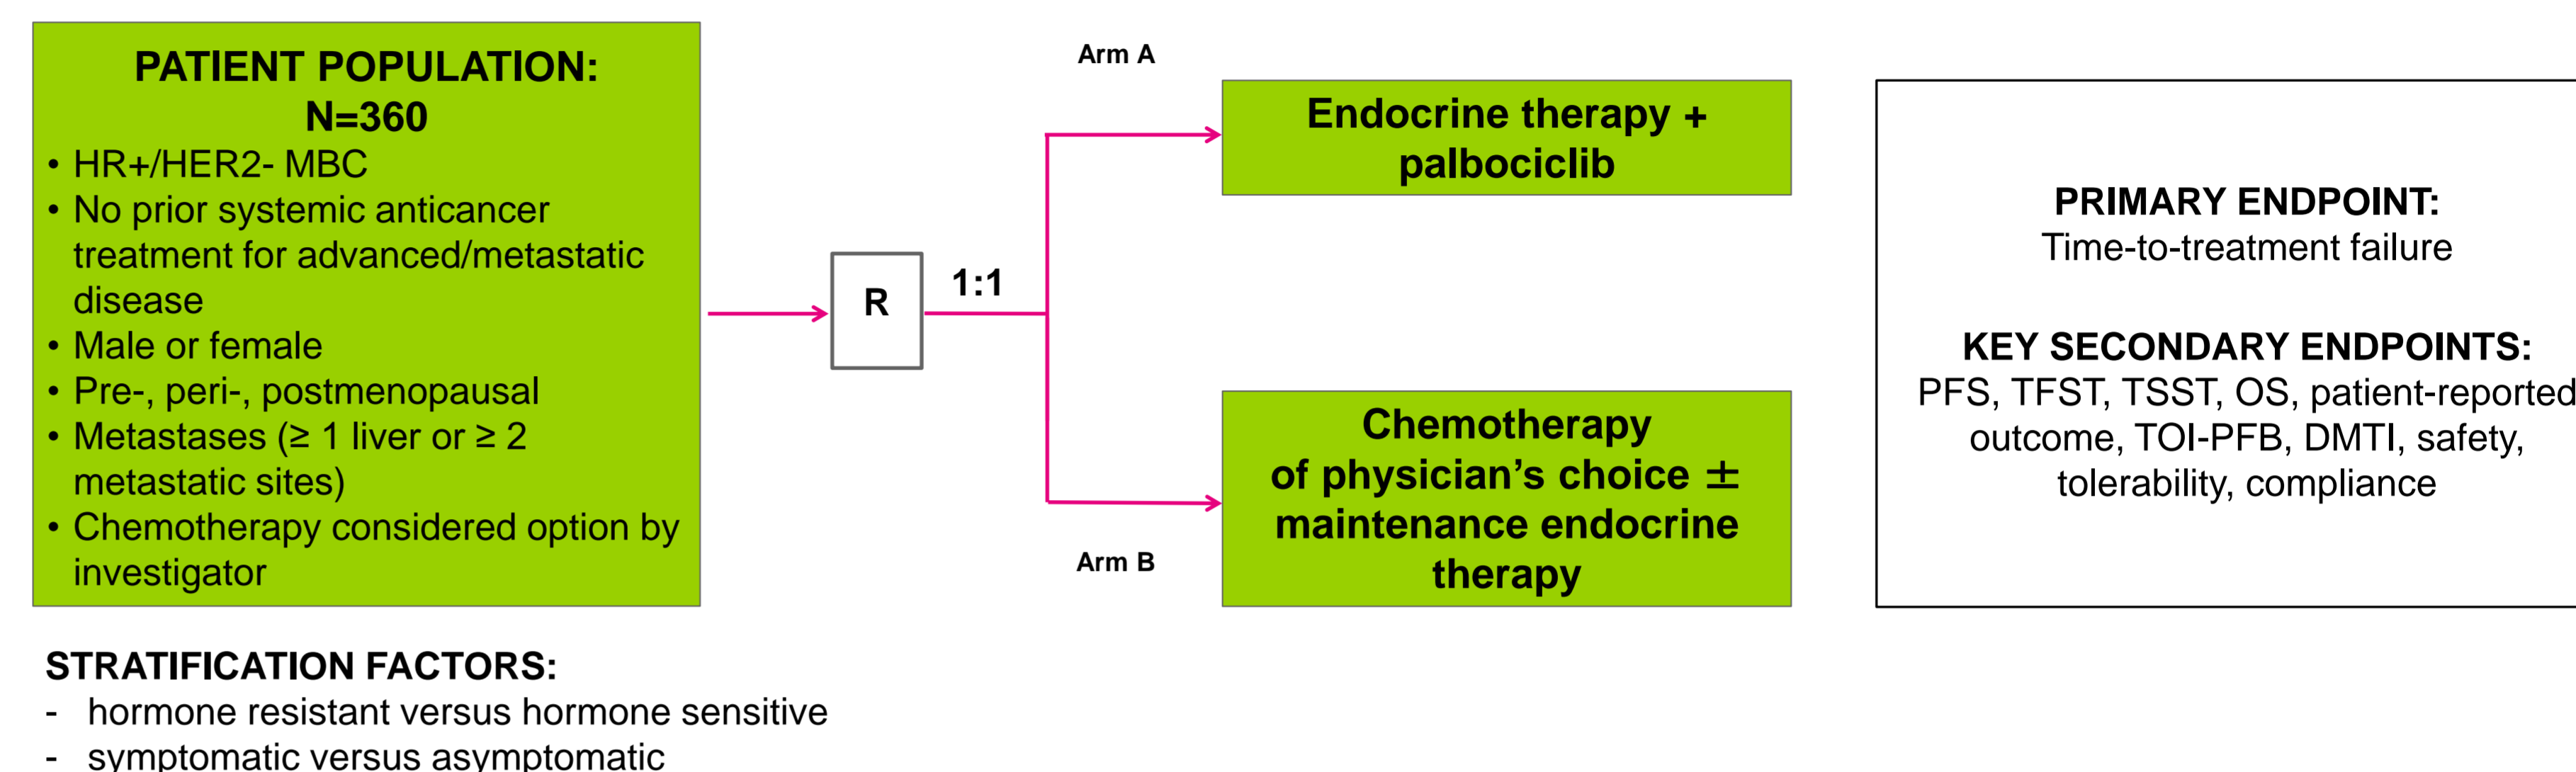 PATIENT POPULATION:
N=360
• HR+/HER2- MBC
• No prior systemic anticancer
treatment for advanced/metastatic
disease
• Male or female
• Pre-, peri-, postmenopausal
• Metastases (≥ 1 liver or ≥ 2
metastatic sites)
• Chemotherapy considered option by
investigator
R
1:1
Arm A
Endocrine therapy +
palbociclib
Chemotherapy
of physician’s choice ±
maintenance endocrine
therapy
Arm B
PRIMARY ENDPOINT:
Time-to-treatment failure
KEY SECONDARY ENDPOINTS:
PFS, TFST, TSST, OS, patient-reported
outcome, TOI-PFB, DMTI, safety,
tolerability, compliance
STRATIFICATION FACTORS:
- hormone resistant versus hormone sensitive
- symptomatic versus asymptomatic